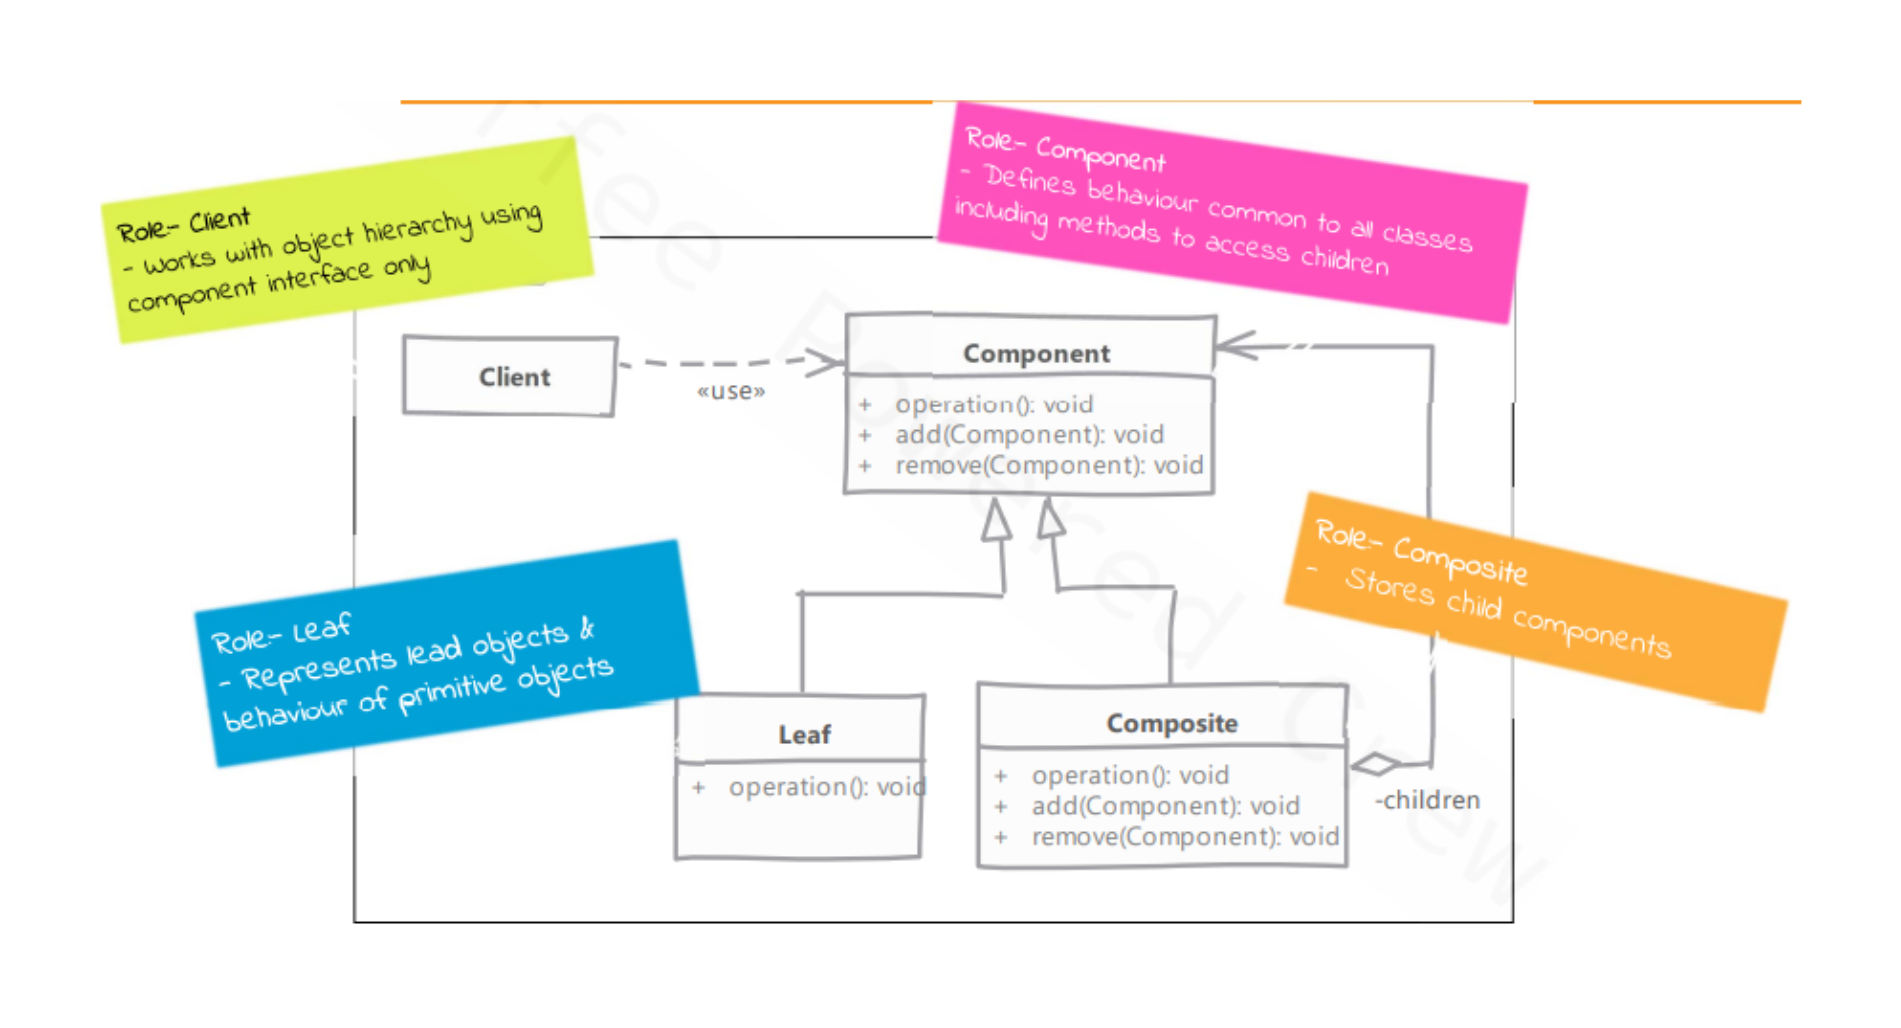 Role:- Client
- Works with object hierarchy using
component interface only
Role:- Component
- Defines behaviour common to all classes
including methods to access children
Client
«use»
Component
+ operation(): void
+ add(Component): void
+ remove(Component): void
Role:- Composite
- Stores child components
Role:- Leaf
- Represents lead objects &
behaviour of primitive objects
Leaf
+ operation(): void
Composite
+ operation(): void
+ add(Component): void
+ remove(Component): void
-children
ffee Powered Crew